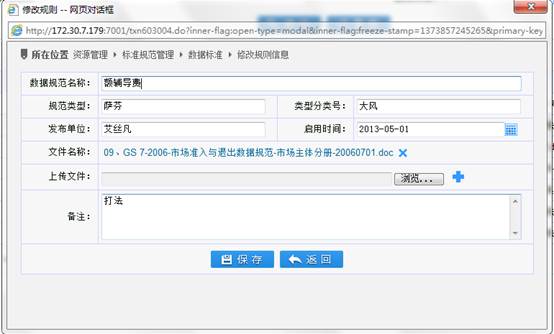 修改规则 -- 网页对话框
http://172.30.7.179:7001/txn603004.do?inner-flag:open-type=modal&inner-flag:freeze-stamp=1373857245265&primary-key
所在位置 资源管理 ▶ 标准规范管理 ▶ 数据标准 ▶ 修改规则信息
数据规范名称： 额辅导费
规范类型： 萨芬 类型分类号： 大风
发布单位： 艾丝凡 启用时间： 2013-05-01
文件名称： 09、GS 7-2006-市场准入与退出数据规范-市场主体分册-20060701.doc
上传文件： 浏览...
备注： 打法
保存 返回